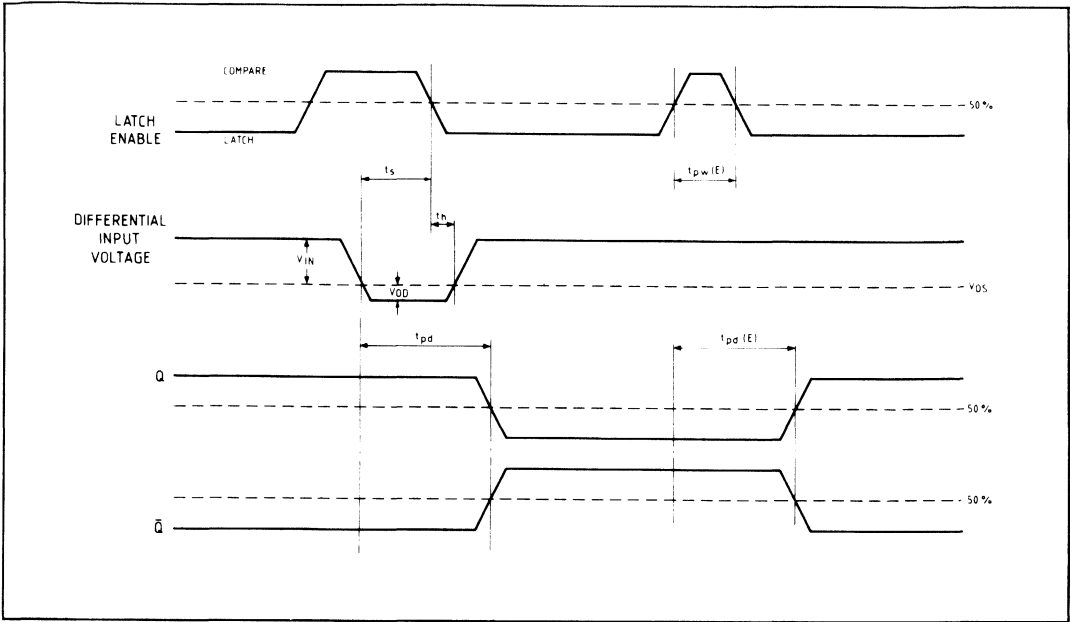 COMPARE
50%
LATCH
ENABLE
LATCH
ts
tpw(E)
th
DIFFERENTIAL
INPUT
VOLTAGE
VIN
VOD
VOS
tpd
tpd(E)
Q
50%
50%
Q̄